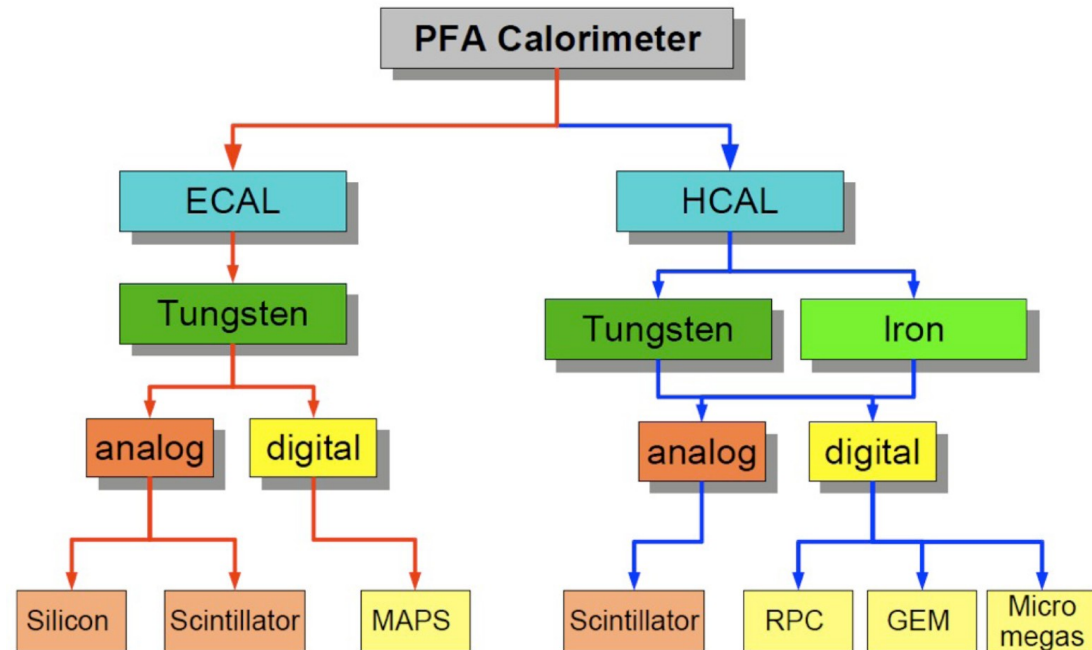 PFA Calorimeter
ECAL
HCAL
Tungsten
Tungsten
Iron
analog
digital
analog
digital
Silicon
Scintillator
MAPS
Scintillator
RPC
GEM
Micro
megas